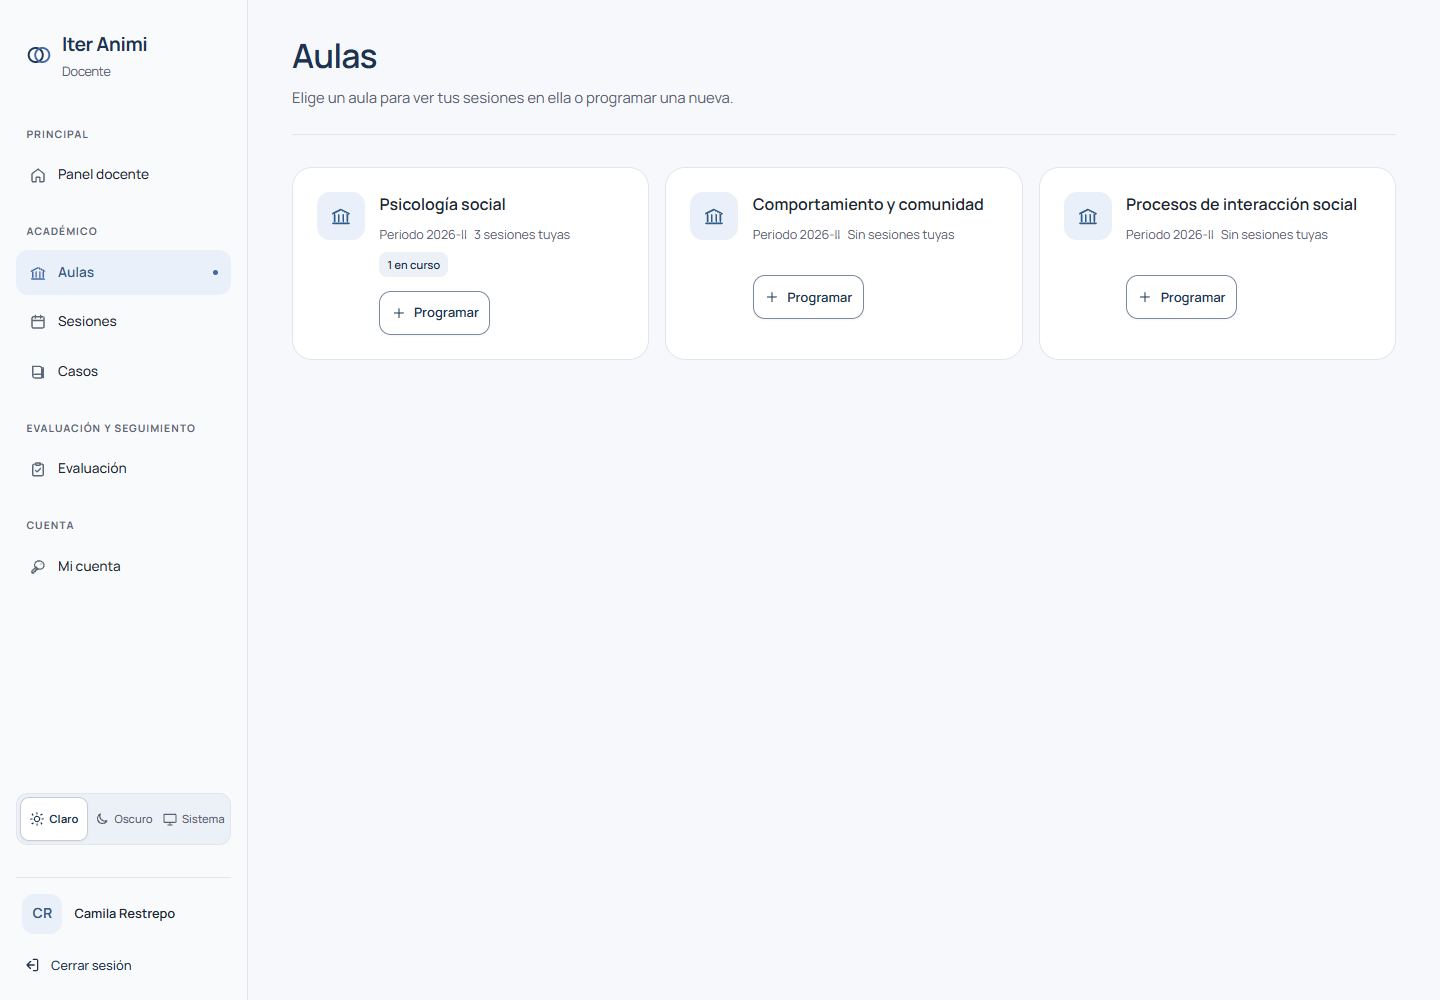 Iter Animi
Docente
PRINCIPAL
Panel docente
ACADÉMICO
Aulas
Sesiones
Casos
EVALUACIÓN Y SEGUIMIENTO
Evaluación
CUENTA
Mi cuenta
Claro
Oscuro
Sistema
CR
Camila Restrepo
Cerrar sesión
Aulas
Elige un aula para ver tus sesiones en ella o programar una nueva.
Psicología social
Periodo 2026-II 3 sesiones tuyas
1 en curso
Programar
Comportamiento y comunidad
Periodo 2026-II Sin sesiones tuyas
Programar
Procesos de interacción social
Periodo 2026-II Sin sesiones tuyas
Programar